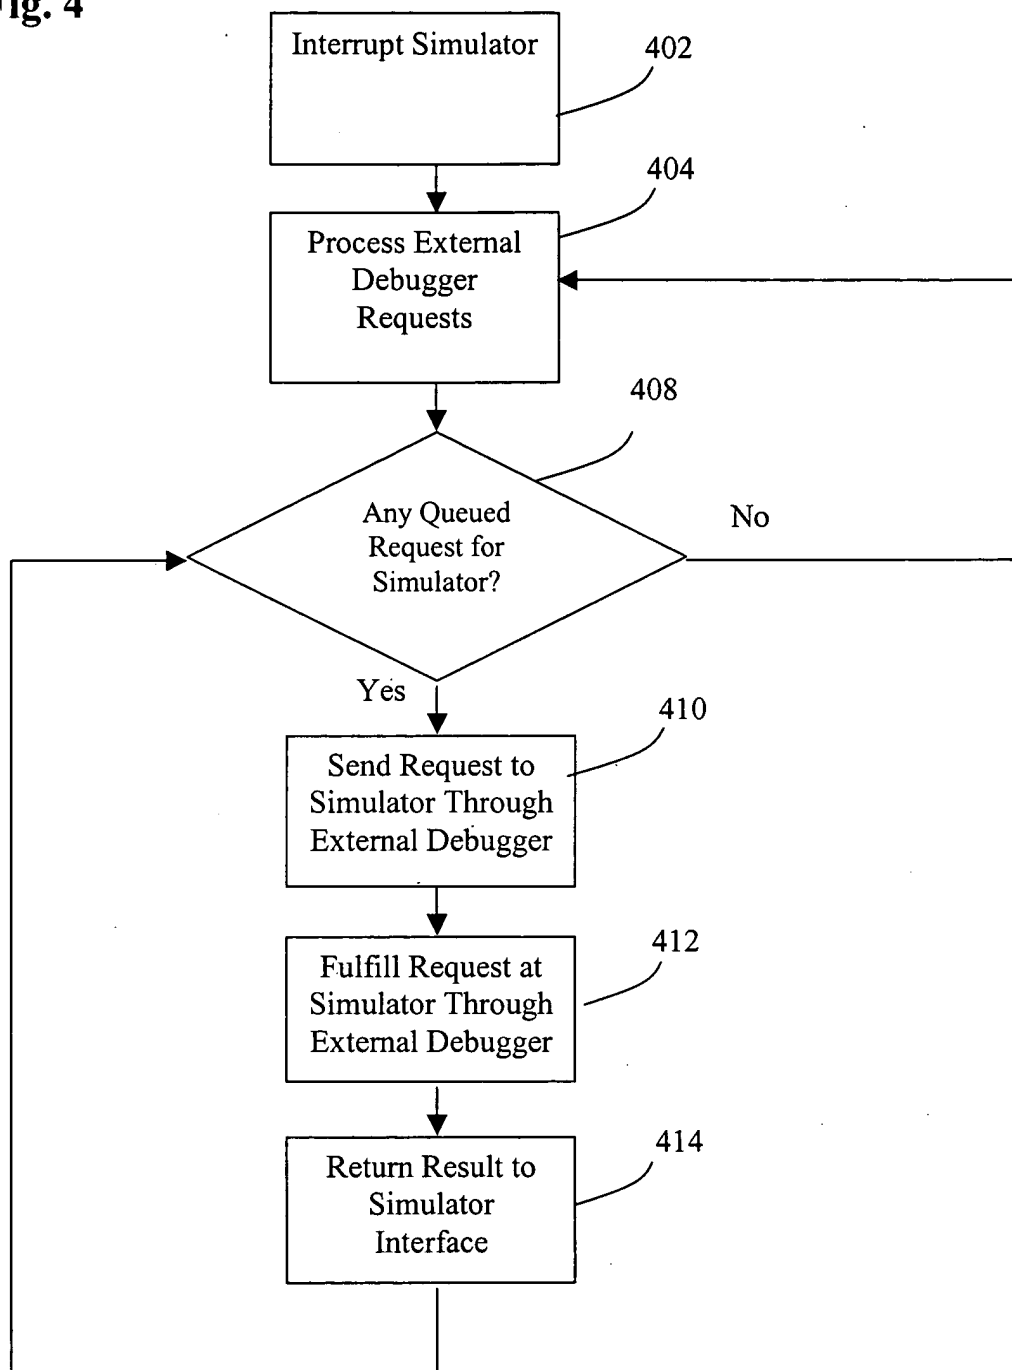 Fig. 4
Interrupt Simulator
402
404
Process External
Debugger
Requests
408
Any Queued
Request for
Simulator?
No
Yes
410
Send Request to
Simulator Through
External Debugger
412
Fulfill Request at
Simulator Through
External Debugger
414
Return Result to
Simulator
Interface